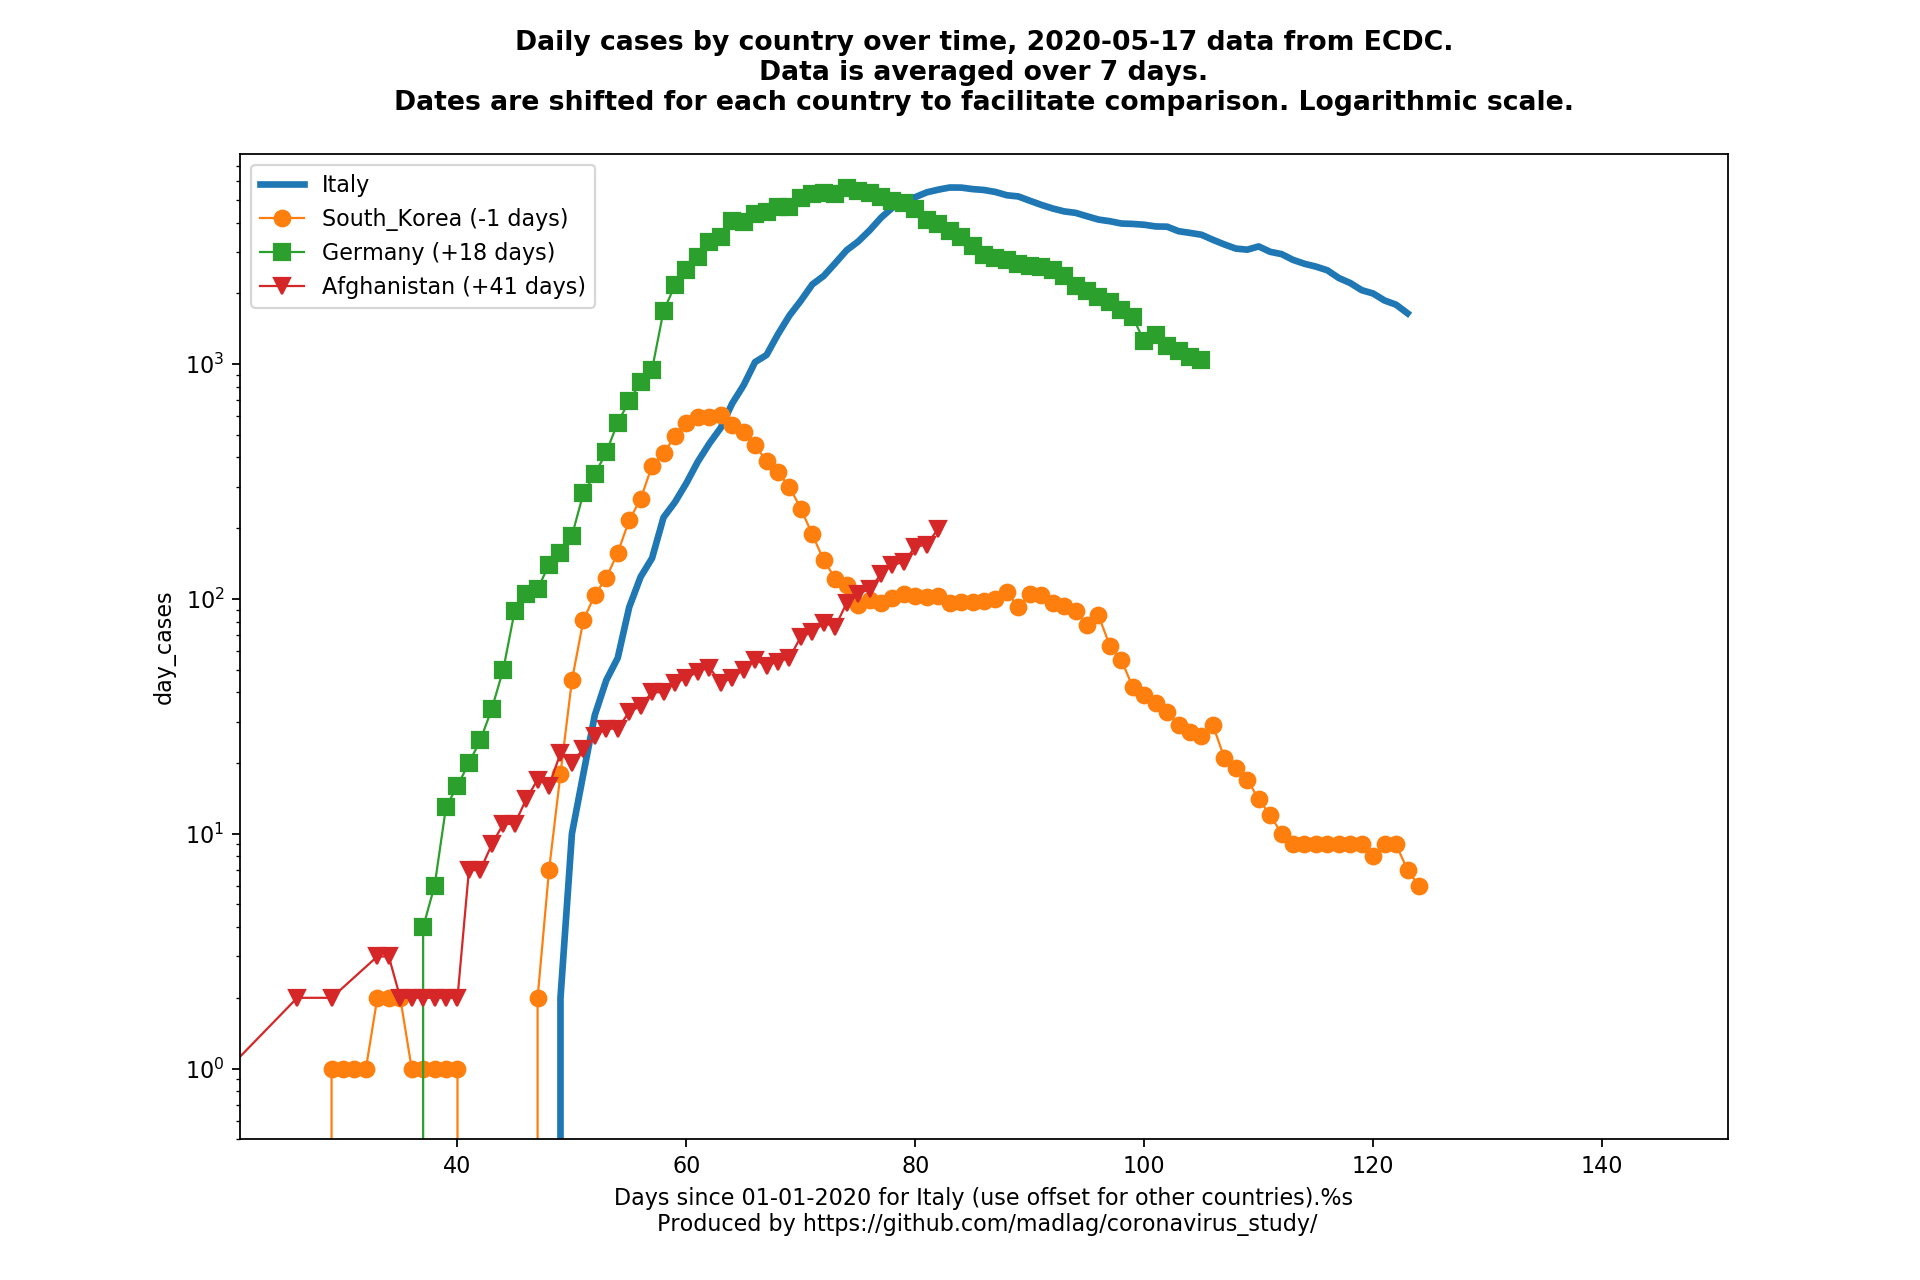 Daily cases by country over time, 2020-05-17 data from ECDC.
Data is averaged over 7 days.
Dates are shifted for each country to facilitate comparison. Logarithmic scale.
Italy
South_Korea (-1 days)
Germany (+18 days)
Afghanistan (+41 days)
day_cases
10³
10²
10¹
10⁰
40 60 80 100 120 140
Days since 01-01-2020 for Italy (use offset for other countries).%s
Produced by https://github.com/madlag/coronavirus_study/